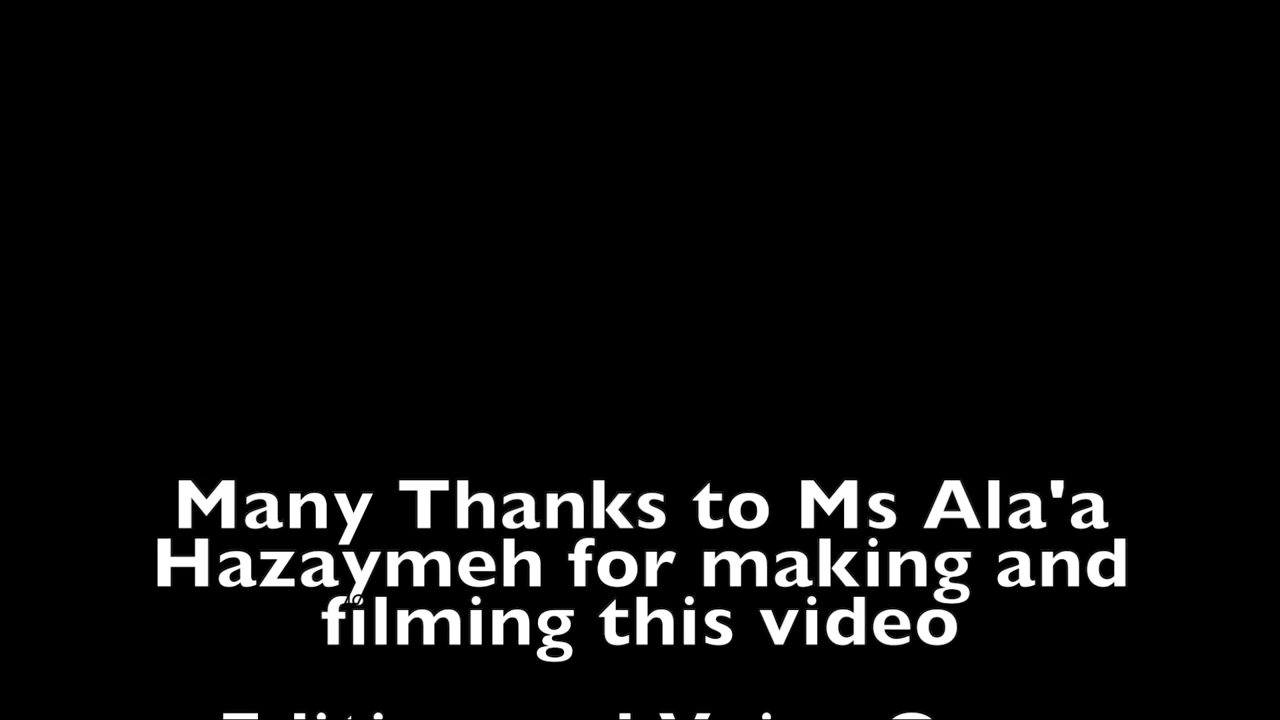 Many Thanks to Ms Ala'a
Hazaymeh for making and
filming this video